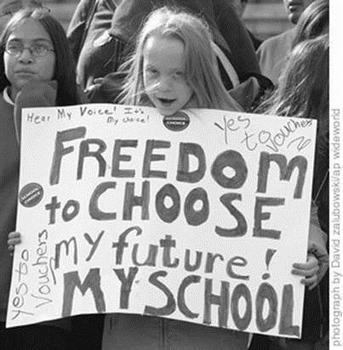 Hear My Voice! It's
My choice!
Yes to
Vouchers
FREEDOM
to CHOOSE
my future!
MY SCHOOL
Yes to
Vouchers
photograph by David zalubowski/ap wideworld